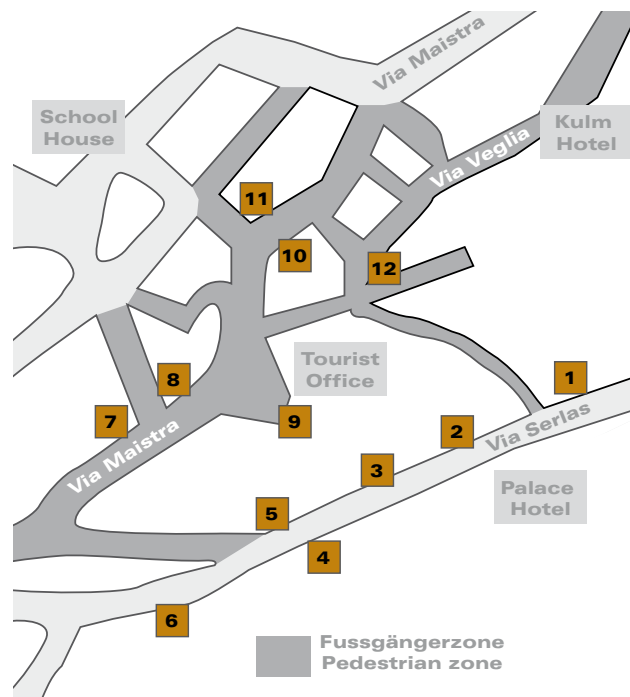 Via Maistra
School
House
Kulm
Hotel
Via Veglia
11
10
12
Tourist
Office
1
8
7
9
Via Maistra
2
Via Serlas
3
Palace
Hotel
5
4
6
Fussgängerzone
Pedestrian zone